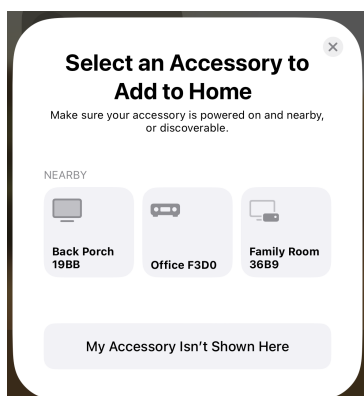 Select an Accessory to
Add to Home
Make sure your accessory is powered on and nearby,
or discoverable.
NEARBY
Back Porch
19BB
Office F3D0
Family Room
36B9
My Accessory Isn't Shown Here